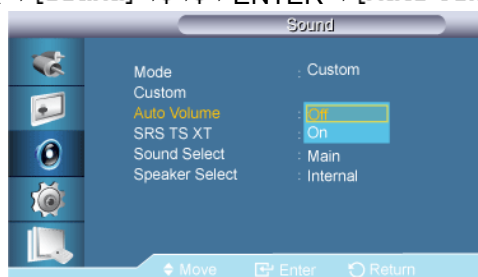 ENTER
Sound
Mode : Custom
Custom
Auto Volume : Off
SRS TS XT : On
Sound Select : Main
Speaker Select : Internal
Move Enter Return